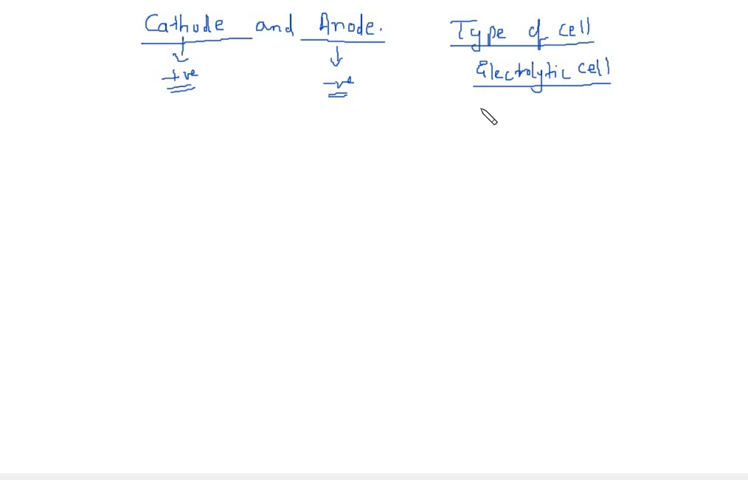 Cathode and Anode.
+ve
-ve
Type of cell
Electrolytic cell